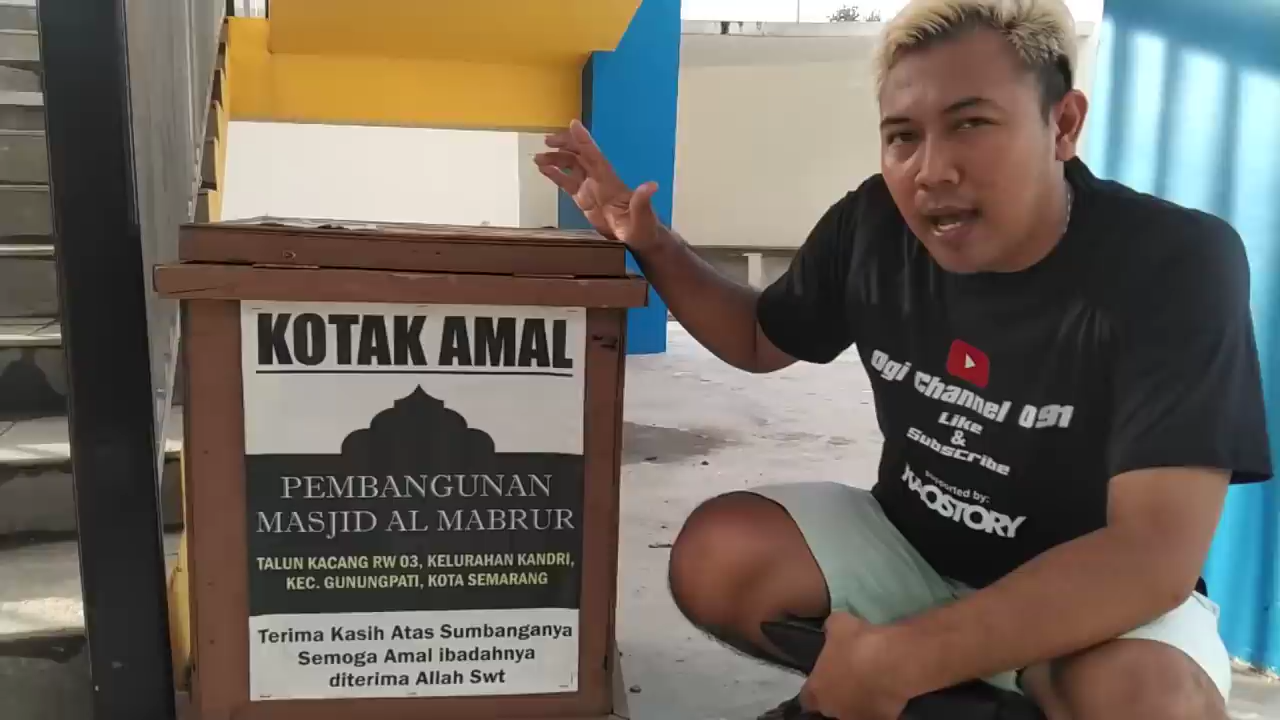 KOTAK AMAL
PEMBANGUNAN
MASJID AL MABRUR
TALUN KACANG RW 03, KELURAHAN KANDRI,
KEC. GUNUNGPATI, KOTA SEMARANG
Terima Kasih Atas Sumbanganya
Semoga Amal ibadahnya
diterima Allah Swt
Ogi Channel 091
Like
&
Subscribe
Supported by:
KAOSTORY